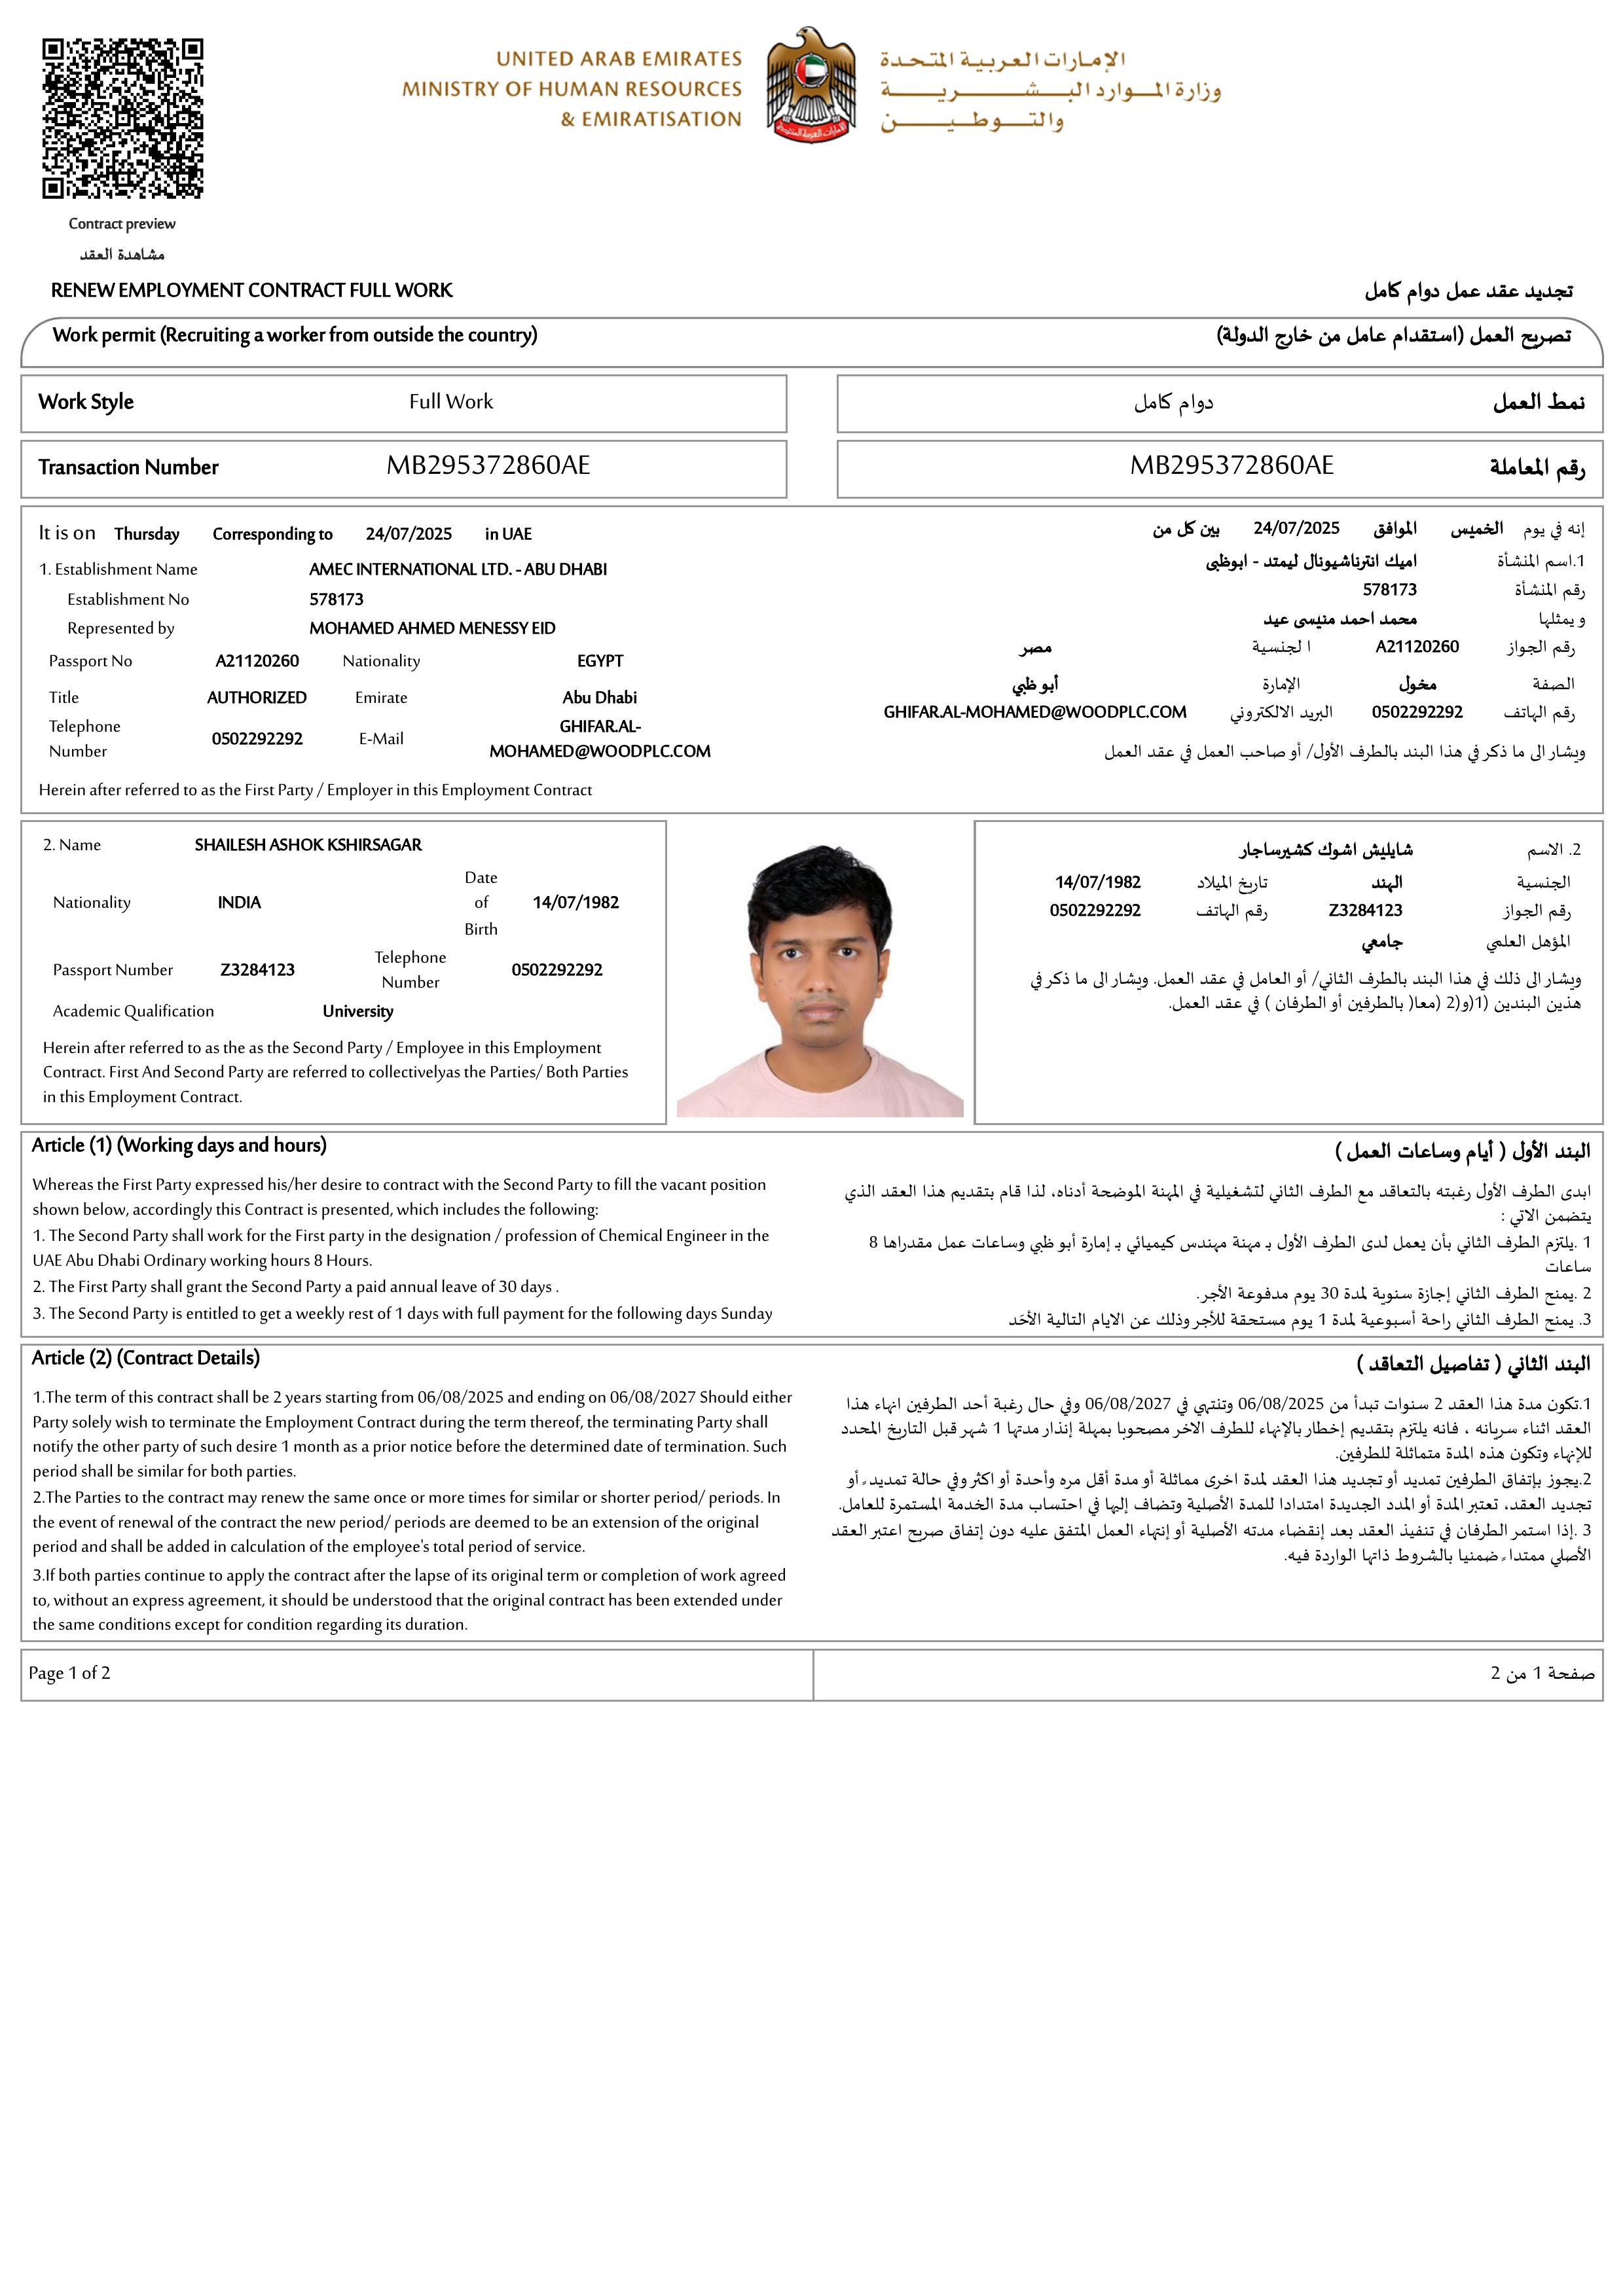 UNITED ARAB EMIRATES
MINISTRY OF HUMAN RESOURCES
& EMIRATISATION
الإمارات العربية المتحدة
وزارة الموارد البشرية
والتوطين
Contract preview
مشاهدة العقد
RENEW EMPLOYMENT CONTRACT FULL WORK
تجديد عقد عمل دوام كامل
Work permit (Recruiting a worker from outside the country)
تصريح العمل (استقدام عامل من خارج الدولة)
Work Style Full Work
نمط العمل دوام كامل
Transaction Number MB295372860AE
رقم المعاملة MB295372860AE
It is on Thursday Corresponding to 24/07/2025 in UAE
1. Establishment Name AMEC INTERNATIONAL LTD. - ABU DHABI
Establishment No 578173
Represented by MOHAMED AHMED MENESSY EID
Passport No A21120260 Nationality EGYPT
Title AUTHORIZED Emirate Abu Dhabi
Telephone Number 0502292292 E-Mail GHIFAR.AL-
MOHAMED@WOODPLC.COM
Herein after referred to as the First Party / Employer in this Employment Contract
إنه في يوم الخميس الموافق 24/07/2025 بين كل من
1.اسم المنشأة اميك انترناشيونال ليمتد - ابوظبى
رقم المنشأة 578173
ويمثلها محمد احمد منيسى عيد
رقم الجواز A21120260 ا لجنسية مصر
الصفة مخول الإمارة أبو ظبي
رقم الهاتف 0502292292 البريد الالكتروني GHIFAR.AL-MOHAMED@WOODPLC.COM
ويشار الى ما ذكر في هذا البند بالطرف الأول/ أو صاحب العمل في عقد العمل
2. Name SHAILESH ASHOK KSHIRSAGAR
Nationality INDIA Date of Birth 14/07/1982
Passport Number Z3284123 Telephone Number 0502292292
Academic Qualification University
Herein after referred to as the as the Second Party / Employee in this Employment
Contract. First And Second Party are referred to collectivelyas the Parties/ Both Parties
in this Employment Contract.
2. الاسم شايليش اشوك كشيرساجار
الجنسية الهند تاريخ الميلاد 14/07/1982
رقم الجواز Z3284123 رقم الهاتف 0502292292
المؤهل العلمي جامعي
ويشار الى ذلك في هذا البند بالطرف الثاني/ أو العامل في عقد العمل. ويشار الى ما ذكر في
هذين البندين (1(و(2 (معا( بالطرفين أو الطرفان ) في عقد العمل.
Article (1) (Working days and hours)
Whereas the First Party expressed his/her desire to contract with the Second Party to fill the vacant position
shown below, accordingly this Contract is presented, which includes the following:
1. The Second Party shall work for the First party in the designation / profession of Chemical Engineer in the
UAE Abu Dhabi Ordinary working hours 8 Hours.
2. The First Party shall grant the Second Party a paid annual leave of 30 days .
3. The Second Party is entitled to get a weekly rest of 1 days with full payment for the following days Sunday
البند الأول ( أيام وساعات العمل )
ابدى الطرف الأول رغبته بالتعاقد مع الطرف الثاني لتشغيلية في المهنة الموضحة أدناه، لذا قام بتقديم هذا العقد الذي
يتضمن الاتي :
1 .يلتزم الطرف الثاني بأن يعمل لدى الطرف الأول بـ مهنة مهندس كيميائي بـ إمارة أبو ظبي وساعات عمل مقدراها 8
ساعات
2 .يمنح الطرف الثاني إجازة سنوية لمدة 30 يوم مدفوعة الأجر.
3. يمنح الطرف الثاني راحة أسبوعية لمدة 1 يوم مستحقة للأجر وذلك عن الايام التالية الأحَد
Article (2) (Contract Details)
1.The term of this contract shall be 2 years starting from 06/08/2025 and ending on 06/08/2027 Should either
Party solely wish to terminate the Employment Contract during the term thereof, the terminating Party shall
notify the other party of such desire 1 month as a prior notice before the determined date of termination. Such
period shall be similar for both parties.
2.The Parties to the contract may renew the same once or more times for similar or shorter period/ periods. In
the event of renewal of the contract the new period/ periods are deemed to be an extension of the original
period and shall be added in calculation of the employee's total period of service.
3.If both parties continue to apply the contract after the lapse of its original term or completion of work agreed
to, without an express agreement, it should be understood that the original contract has been extended under
the same conditions except for condition regarding its duration.
البند الثاني ( تفاصيل التعاقد )
1.تكون مدة هذا العقد 2 سنوات تبدأ من 06/08/2025 وتنتهي في 06/08/2027 وفي حال رغبة أحد الطرفين انهاء هذا
العقد اثناء سريانه ، فانه يلتزم بتقديم إخطار بالإنهاء للطرف الاخر مصحوبا بمهلة إنذار مدتها 1 شهر قبل التاريخ المحدد
للإنهاء وتكون هذه المدة متماثلة للطرفين.
2.يجوز بإتفاق الطرفين تمديد أو تجديد هذا العقد لمدة اخرى مماثلة أو مدة أقل مره وأحدة أو اكثر وفي حالة تمديدء أو
تجديد العقد، تعتبر المدة أو المدد الجديدة امتدادا للمدة الأصلية وتضاف إليها في احتساب مدة الخدمة المستمرة للعامل.
3 .إذا استمر الطرفان في تنفيذ العقد بعد إنقضاء مدته الأصلية أو إنتهاء العمل المتفق عليه دون إتفاق صريح اعتبر العقد
الأصلي ممتداء ضمنيا بالشروط ذاتها الواردة فيه.
Page 1 of 2
صفحة 1 من 2